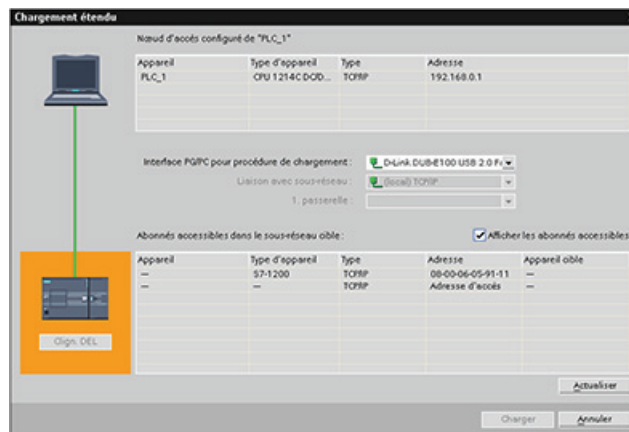 Chargement étendu
Nœud d'accès configuré de "PLC_1"
Appareil Type d'appareil Type Adresse
PLC_1 CPU 1214C DC/D... TCP/IP 192.168.0.1
Interface PG/PC pour procédure de chargement :
D-Link DUB-E100 USB 2.0 F
Liaison avec sous-réseau : (local) TCP/IP
1. passerelle :
Abonnés accessibles dans le sous-réseau cible : Afficher les abonnés accessibles
Appareil Type d'appareil Type Adresse Appareil cible
— S7-1200 TCP/IP 08-00-06-05-91-11 —
— — TCP/IP Adresse d'accès —
Clign. DEL
Actualiser
Charger Annuler